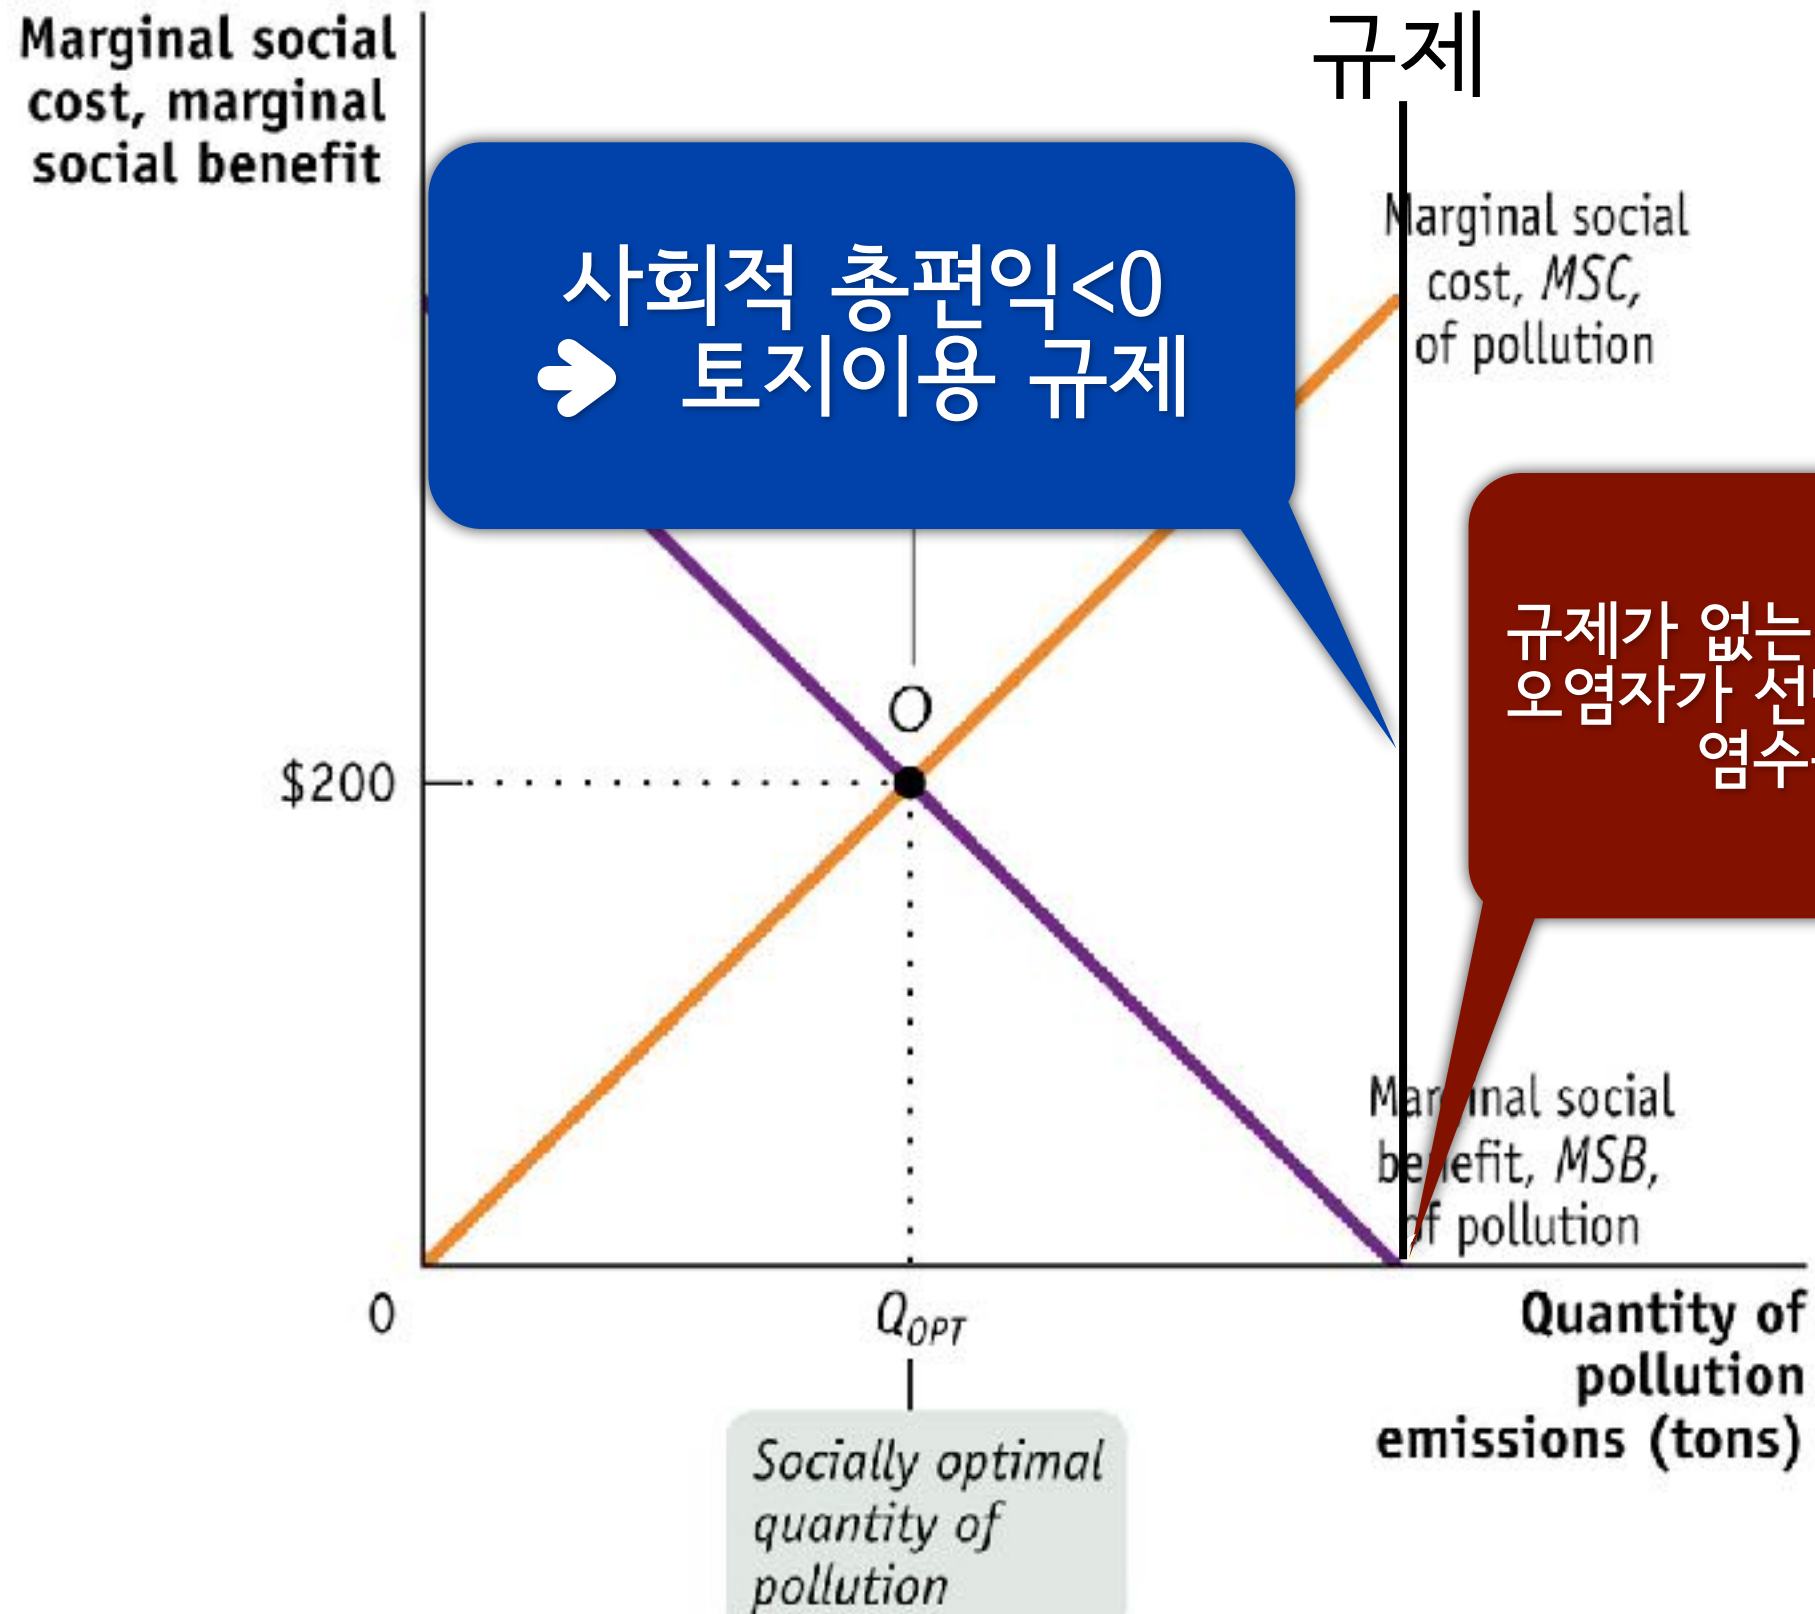 Marginal social
cost, marginal
social benefit
규제
사회적 총편익<0
토지이용 규제
Marginal social
cost, MSC,
of pollution
규제가 없는
오염자가
염수
O
$200
Marginal social
benefit, MSB,
of pollution
0
Q_OPT
Quantity of
pollution
emissions (tons)
Socially optimal
quantity of
pollution